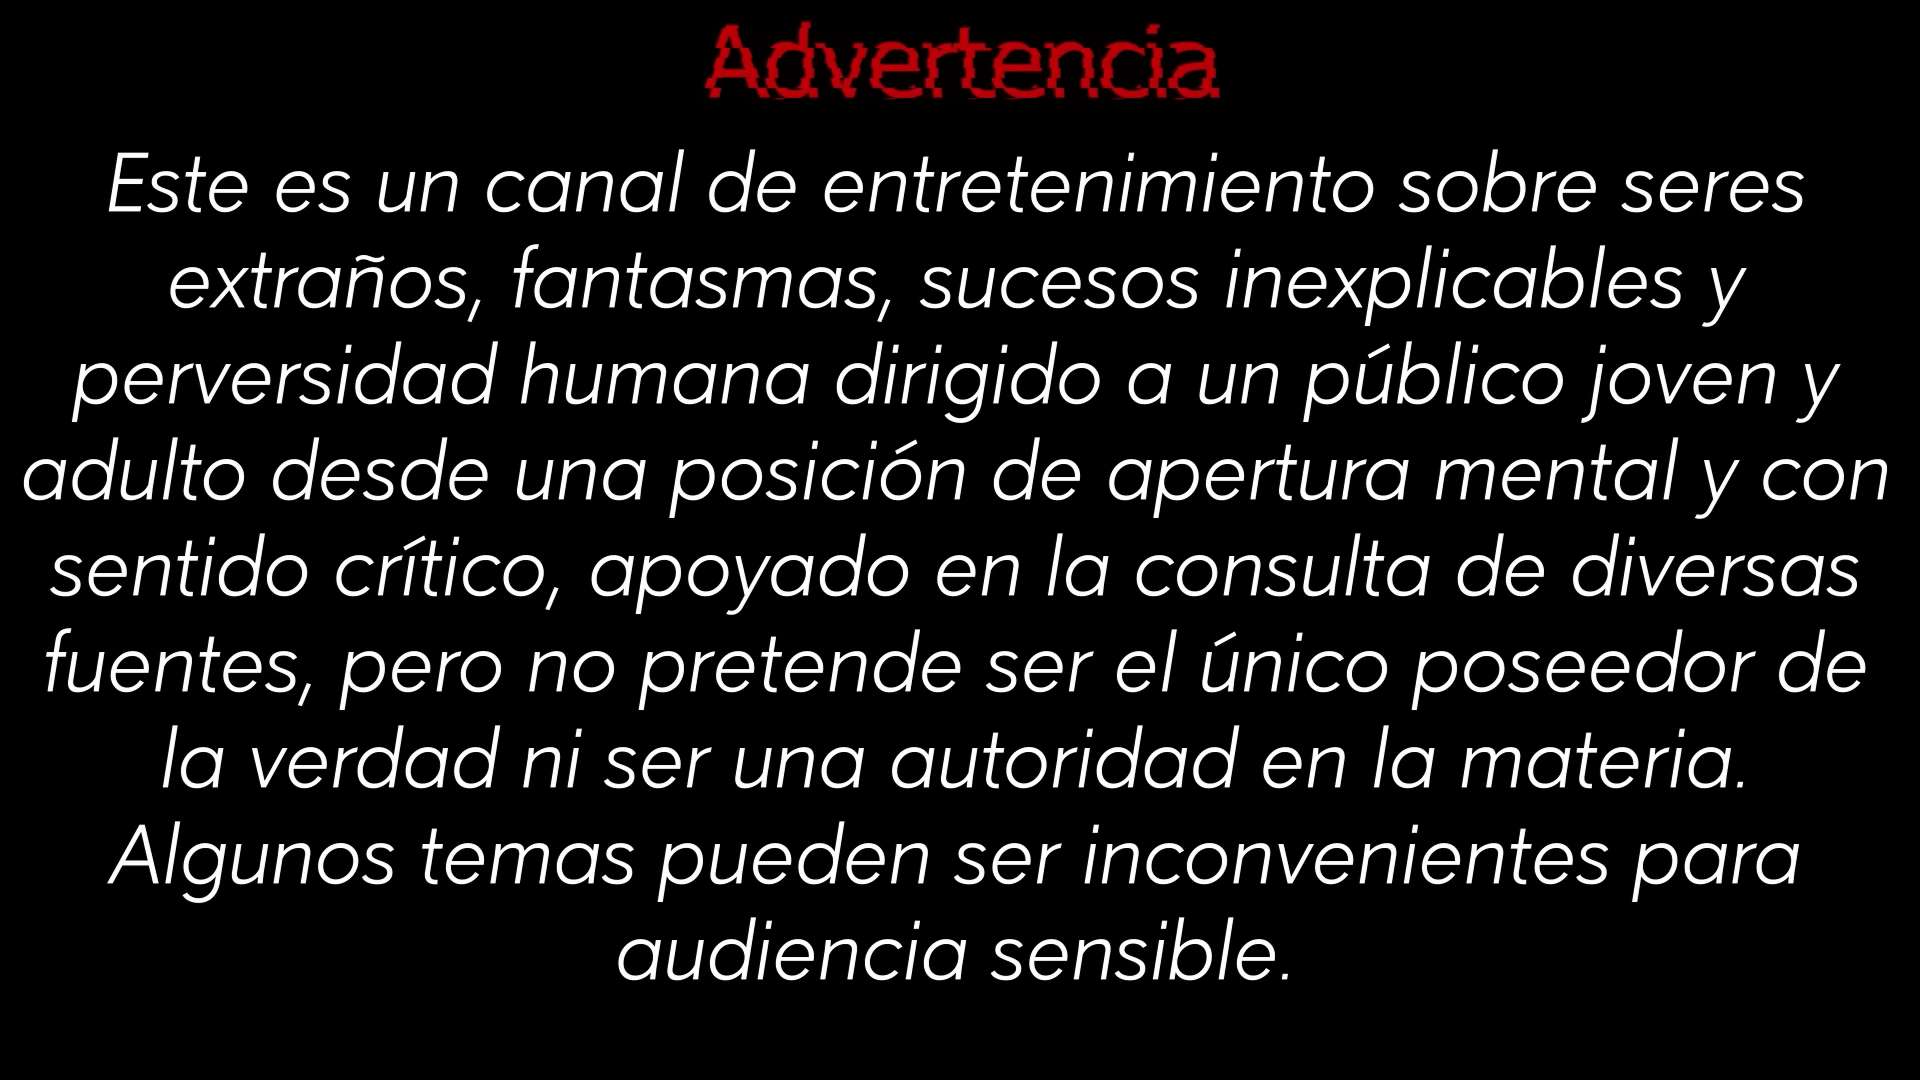 Advertencia
Este es un canal de entretenimiento sobre seres
extraños, fantasmas, sucesos inexplicables y
perversidad humana dirigido a un público joven y
adulto desde una posición de apertura mental y con
sentido crítico, apoyado en la consulta de diversas
fuentes, pero no pretende ser el único poseedor de
la verdad ni ser una autoridad en la materia.
Algunos temas pueden ser inconvenientes para
audiencia sensible.